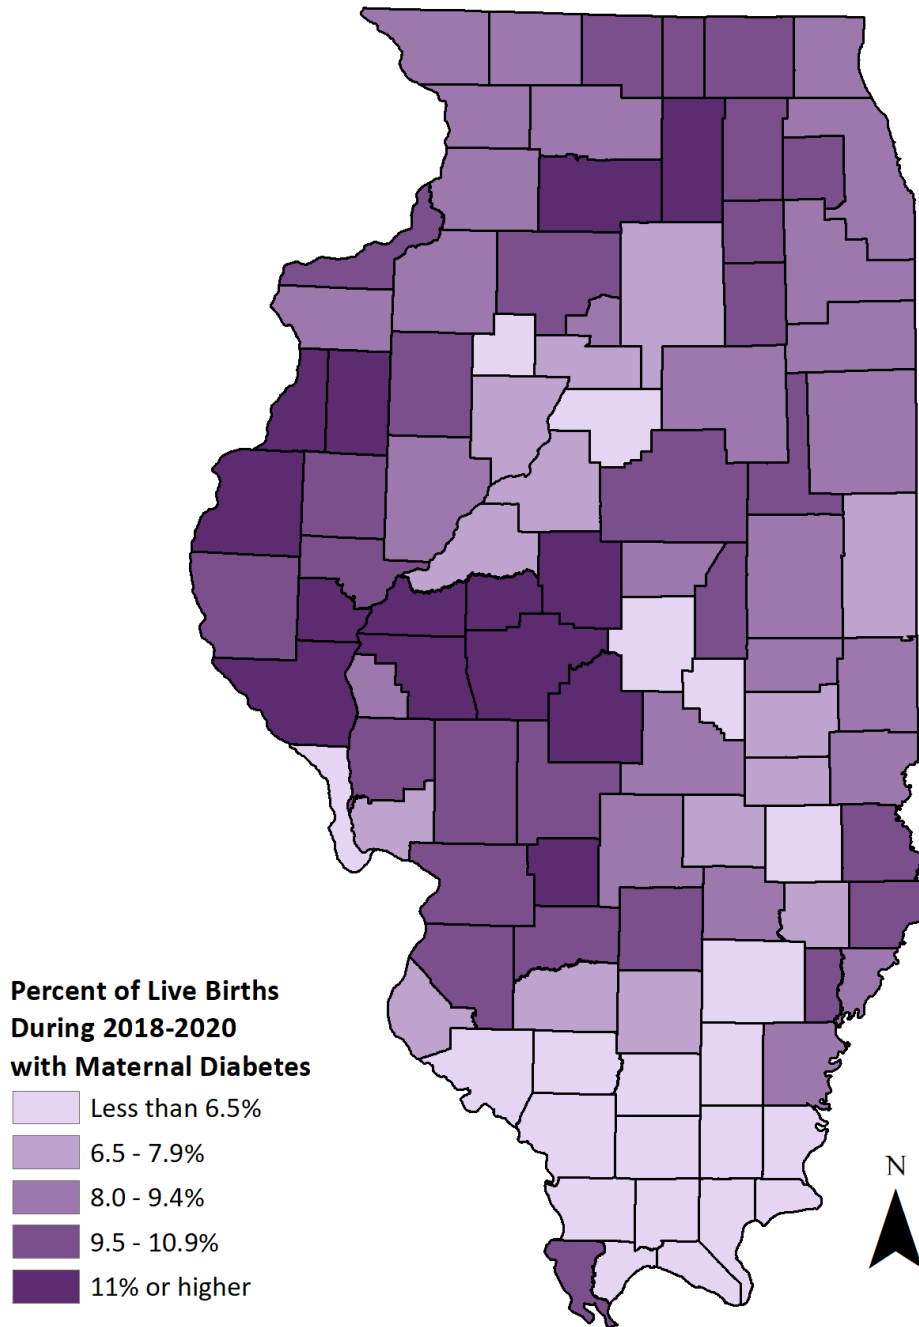 Percent of Live Births
During 2018-2020
with Maternal Diabetes
Less than 6.5%
6.5 - 7.9%
8.0 - 9.4%
9.5 - 10.9%
11% or higher
N